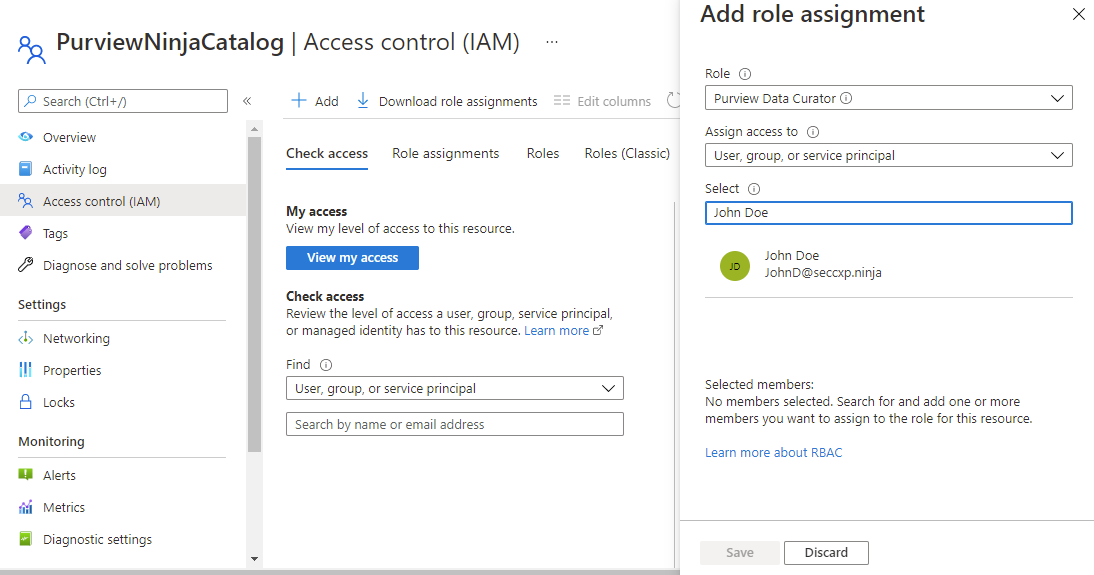 PurviewNinjaCatalog | Access control (IAM) ...
Search (Ctrl+/)
«
Overview
Activity log
Access control (IAM)
Tags
Diagnose and solve problems
Settings
Networking
Properties
Locks
Monitoring
Alerts
Metrics
Diagnostic settings
Add
Download role assignments
Edit columns
Check access
Role assignments
Roles
Roles (Classic)
My access
View my level of access to this resource.
View my access
Check access
Review the level of access a user, group, service principal,
or managed identity has to this resource. Learn more
Find
User, group, or service principal
Search by name or email address
Add role assignment
Role
Purview Data Curator
Assign access to
User, group, or service principal
Select
John Doe
JD
John Doe
JohnD@seccxp.ninja
Selected members:
No members selected. Search for and add one or more
members you want to assign to the role for this resource.
Learn more about RBAC
Save
Discard